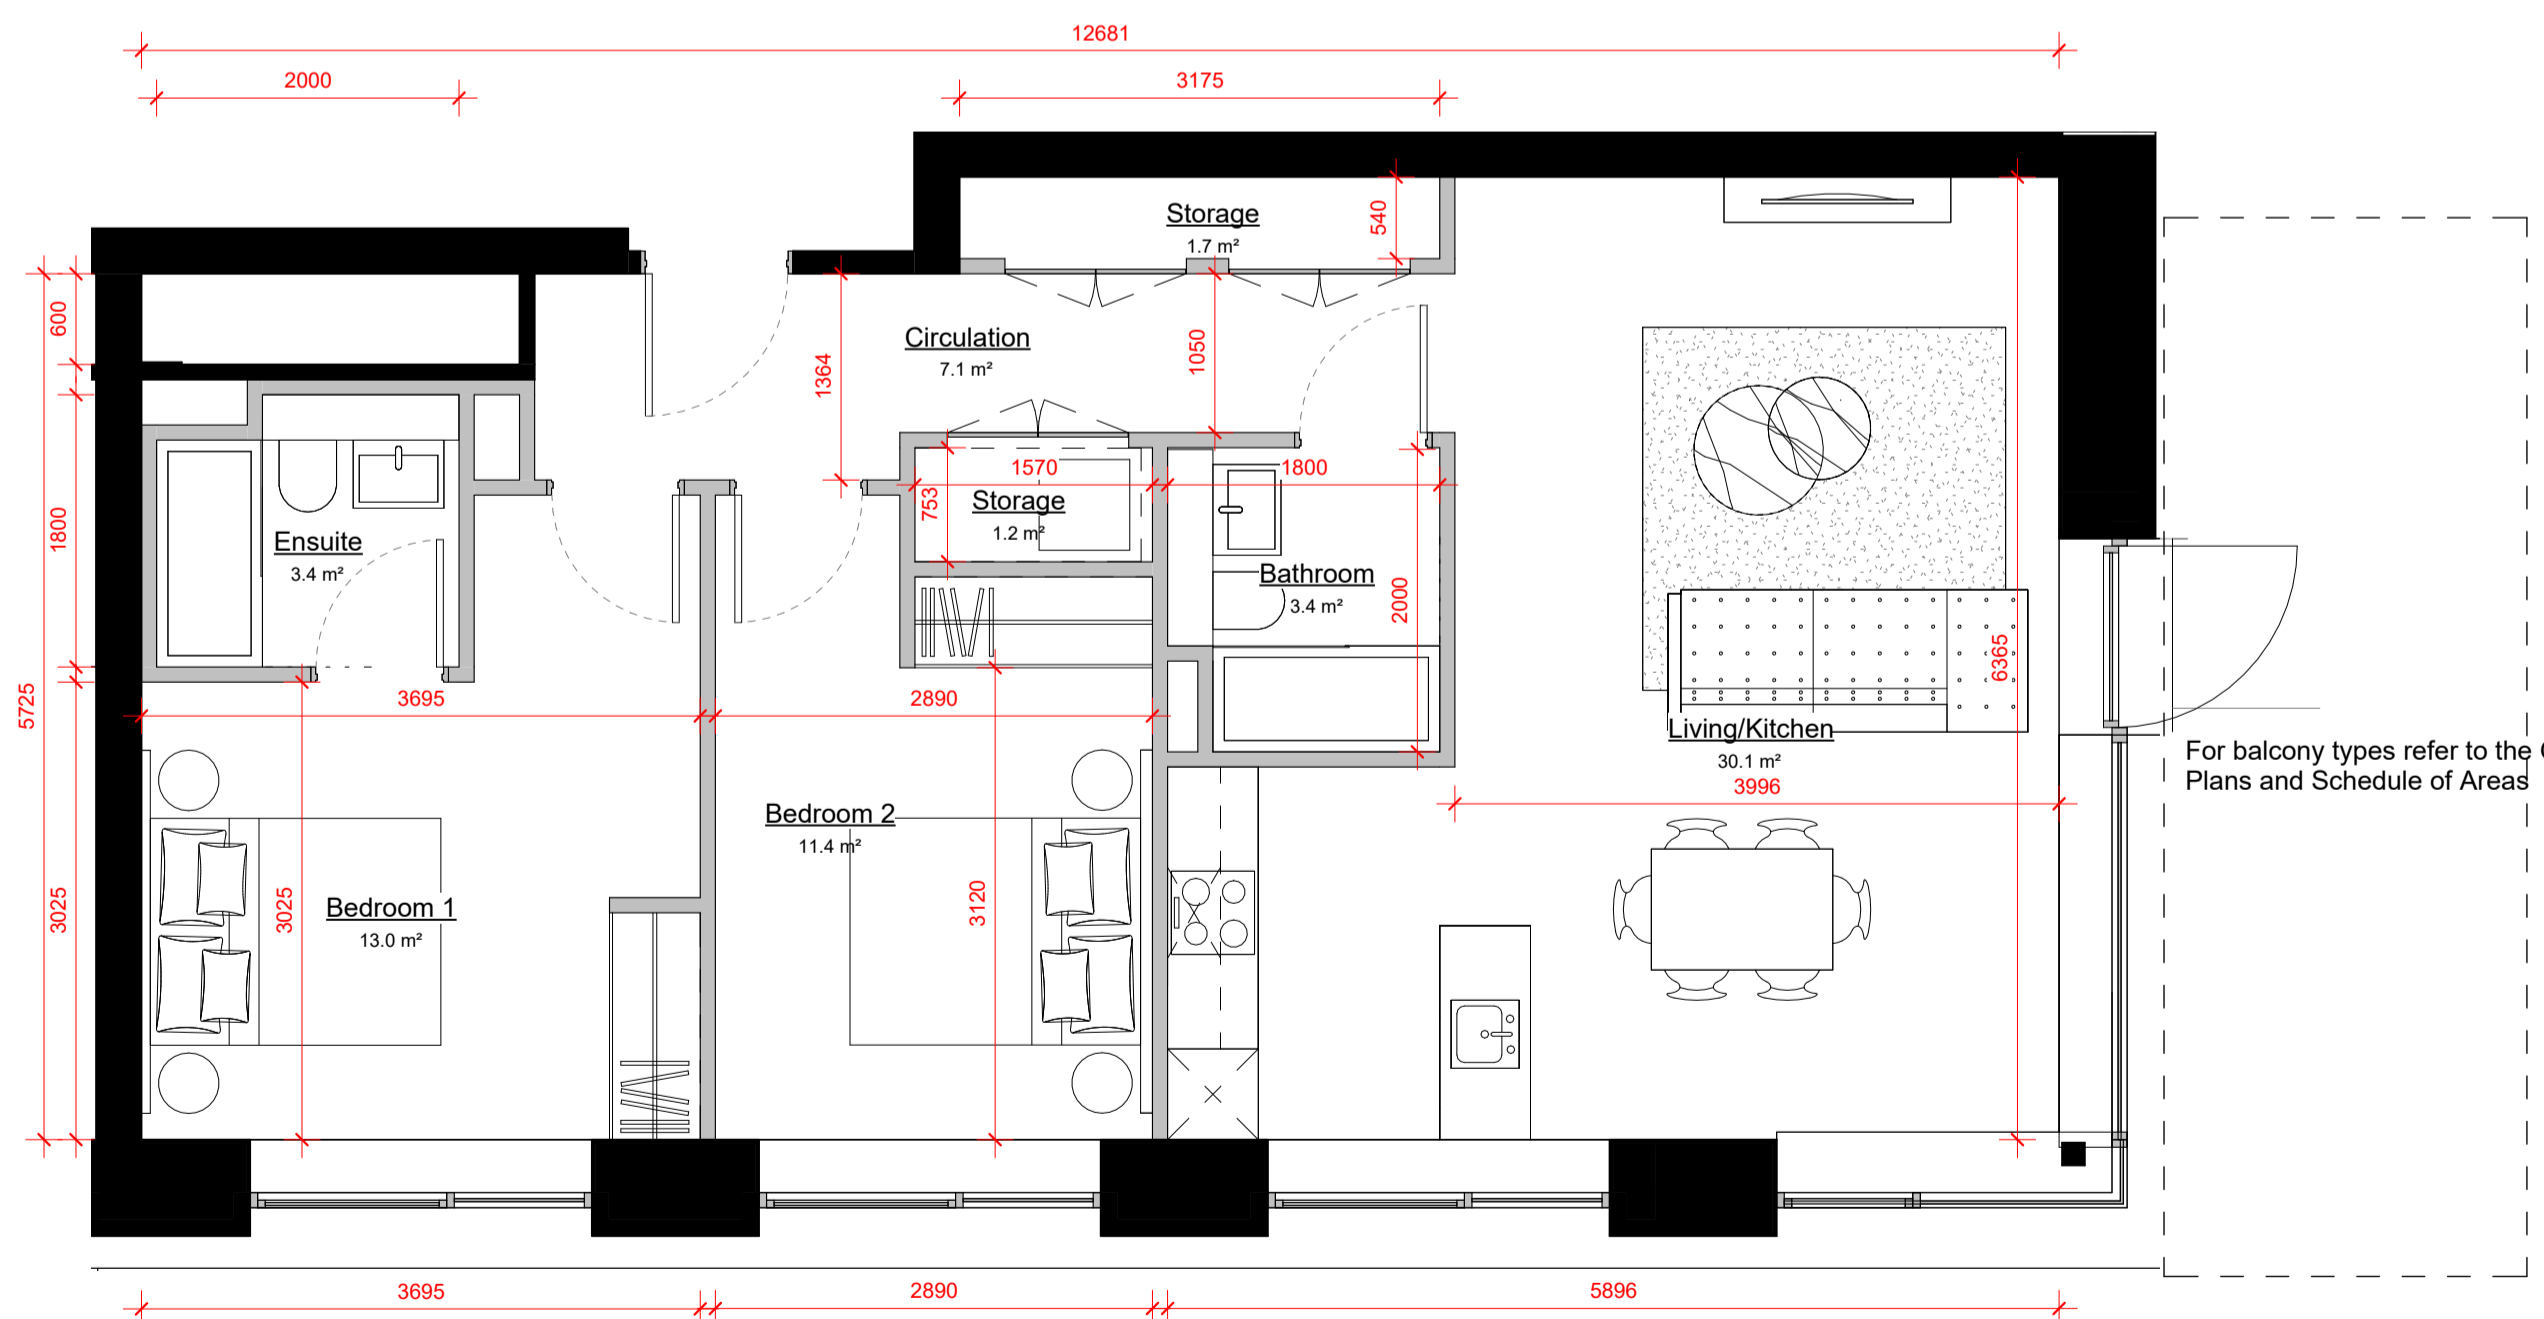 12681
2000
3175
Storage
1.7 m²
540
600
Circulation
7.1 m²
1364
1050
1570
1800
753
Storage
1.2 m²
1800
Ensuite
3.4 m²
Bathroom
3.4 m²
2000
6365
5725
3695
2890
Living/Kitchen
30.1 m²
3996
For balcony types refer to the
Plans and Schedule of Areas
Bedroom 2
11.4 m²
3025
3025
Bedroom 1
13.0 m²
3120
3695
2890
5896